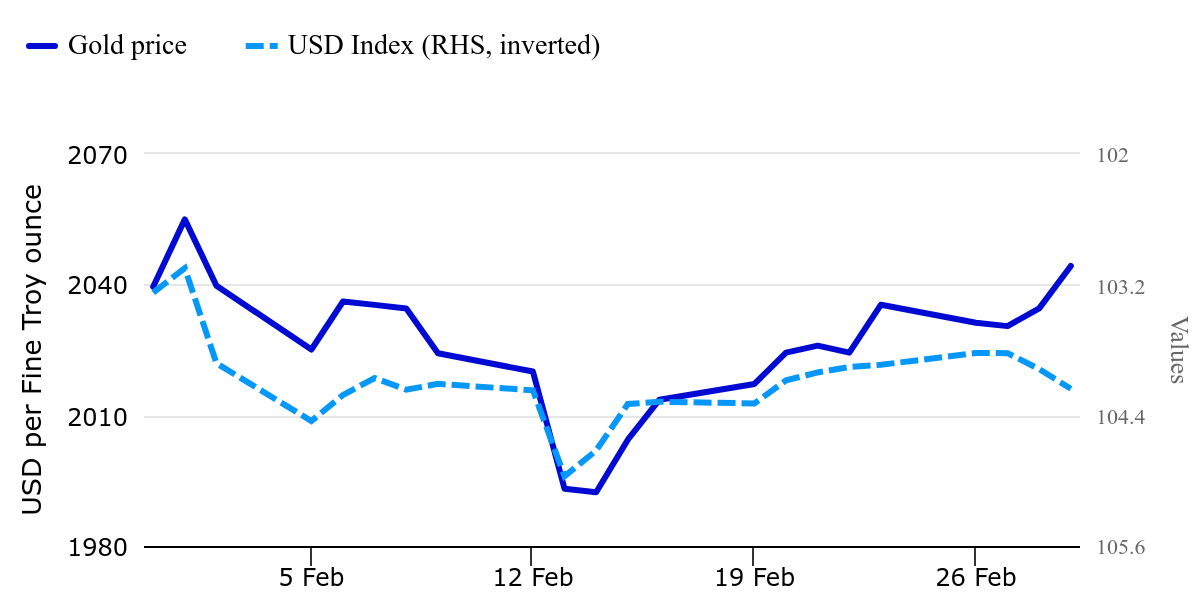 Gold price
USD Index (RHS, inverted)
USD per Fine Troy ounce
2070
2040
2010
1980
102
103.2
104.4
105.6
Values
5 Feb
12 Feb
19 Feb
26 Feb